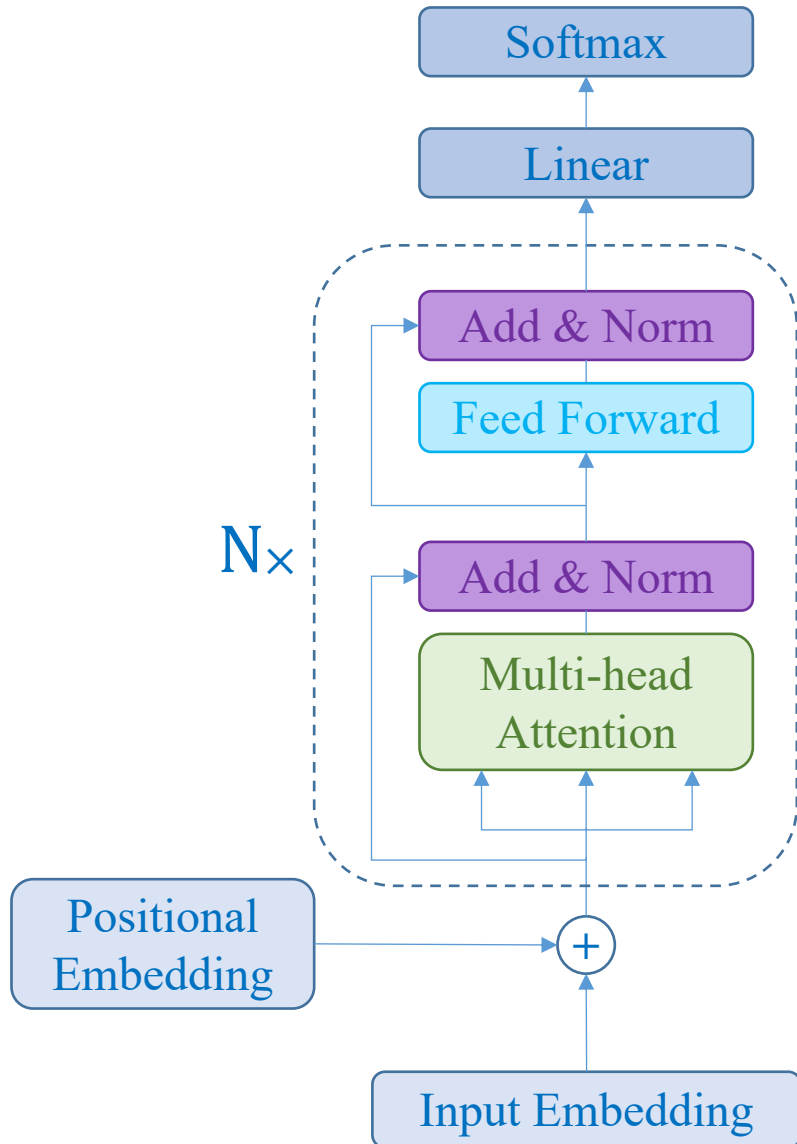 Softmax
Linear
Add & Norm
Feed Forward
N×
Add & Norm
Multi-head
Attention
Positional
Embedding
+
Input Embedding